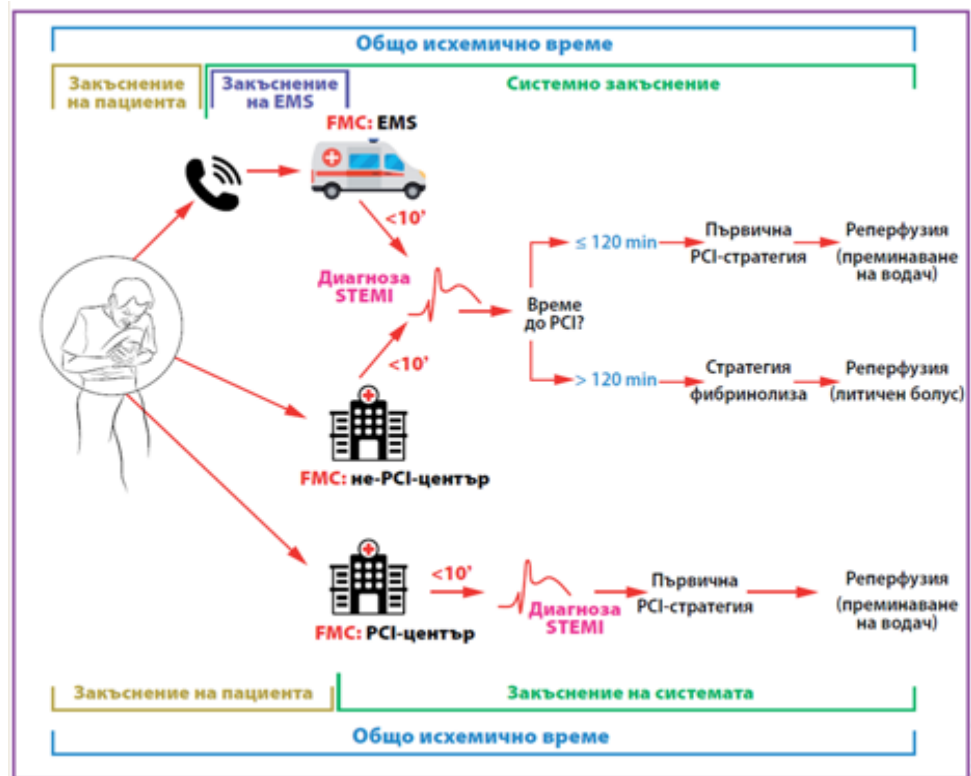 Общо исхемично време
Закъснение
на пациента
Закъснение
на EMS
Системно закъснение
FMC: EMS
<10'
Диагноза
STEMI
<10'
Време
до PCI?
≤ 120 min
Първична
PCI-стратегия
Реперфузия
(преминаване
на водач)
> 120 min
Стратегия
фибринолиза
Реперфузия
(литичен болус)
FMC: не-PCI-център
<10'
FMC: PCI-център
Диагноза
STEMI
Първична
PCI-стратегия
Реперфузия
(преминаване
на водач)
Закъснение на пациента
Закъснение на системата
Общо исхемично време